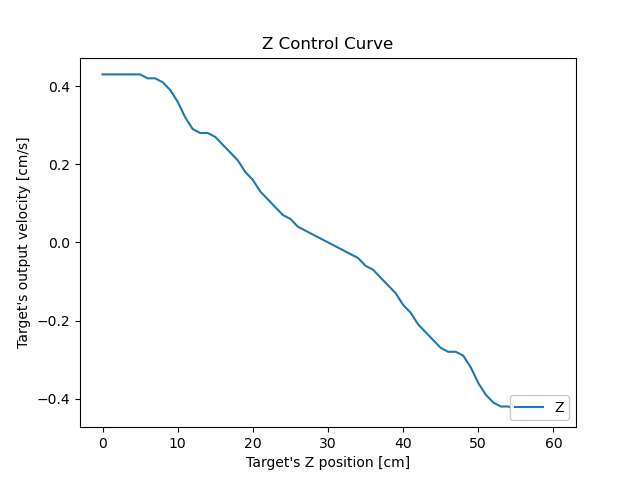 Z Control Curve
Target's output velocity [cm/s]
0.4
0.2
0.0
−0.2
−0.4
Z
0 10 20 30 40 50 60
Target's Z position [cm]